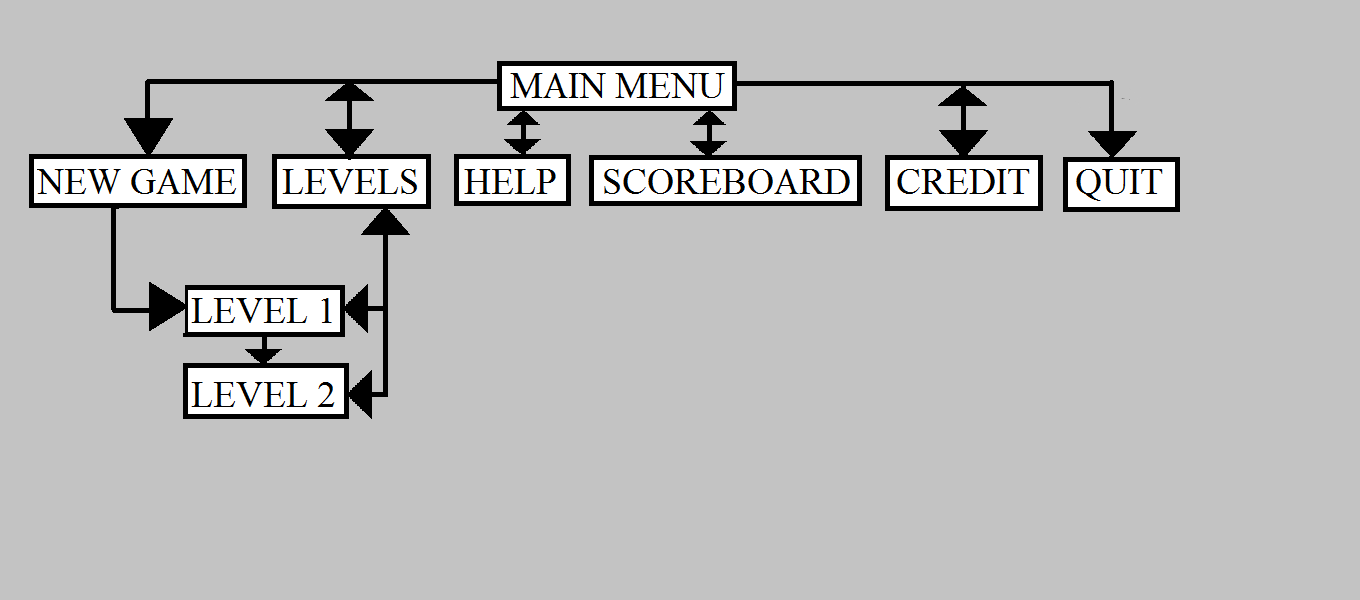 MAIN MENU
NEW GAME
LEVELS
HELP
SCOREBOARD
CREDIT
QUIT
LEVEL 1
LEVEL 2